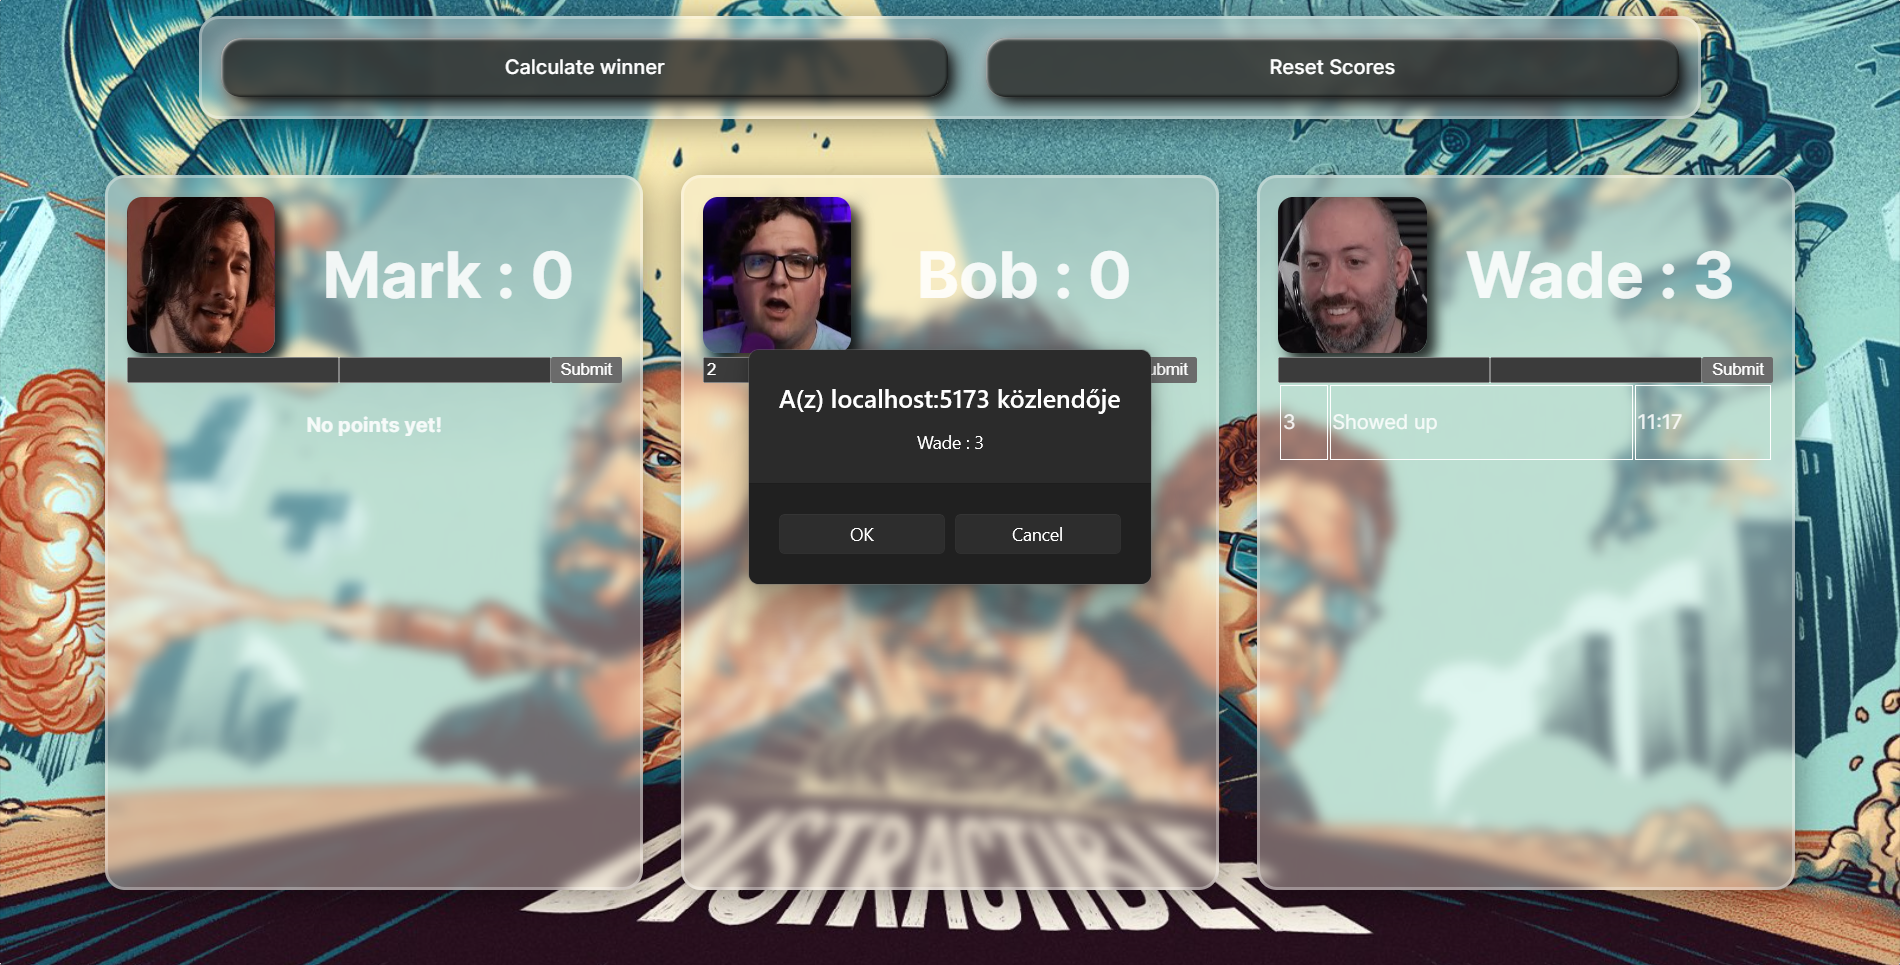 Calculate winner
Reset Scores
Mark : 0
Submit
No points yet!
Bob : 0
2
ubmit
Wade : 3
Submit
3 Showed up 11:17
A(z) localhost:5173 közlendője
Wade : 3
OK
Cancel
DISTRACTIBLE